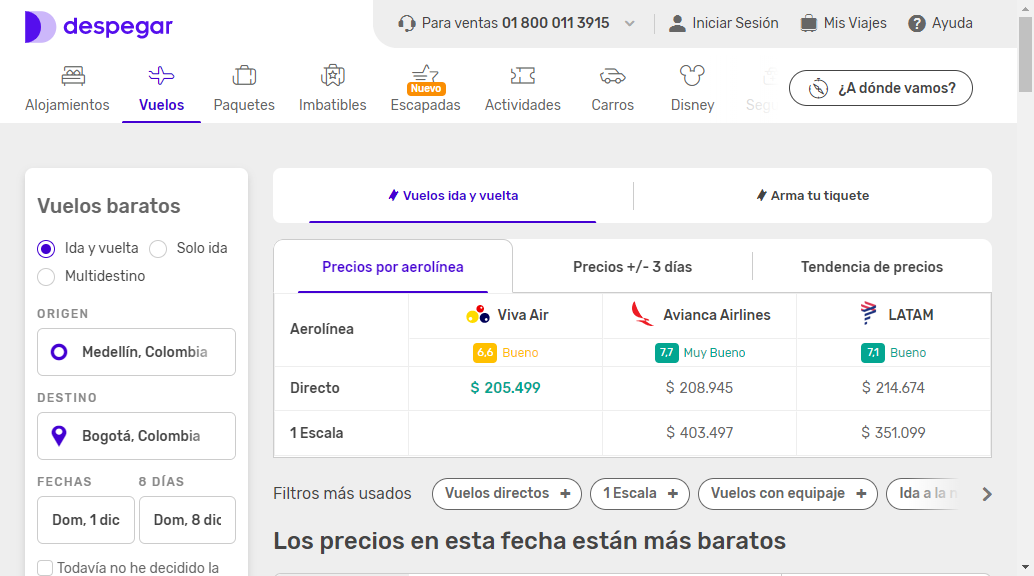 despegar
Para ventas 01 800 011 3915
Iniciar Sesión
Mis Viajes
Ayuda
Alojamientos
Vuelos
Paquetes
Imbatibles
Nuevo
Escapadas
Actividades
Carros
Disney
¿A dónde vamos?
Vuelos baratos
Ida y vuelta
Solo ida
Multidestino
ORIGEN
Medellín, Colombia
DESTINO
Bogotá, Colombia
FECHAS
8 DÍAS
Dom, 1 dic
Dom, 8 dic
Todavía no he decidido la
Vuelos ida y vuelta
Arma tu tiquete
Precios por aerolínea
Precios +/- 3 días
Tendencia de precios
Aerolínea
Viva Air
Avianca Airlines
LATAM
6,6 Bueno
7,7 Muy Bueno
7,1 Bueno
Directo
$ 205.499
$ 208.945
$ 214.674
1 Escala
$ 403.497
$ 351.099
Filtros más usados
Vuelos directos +
1 Escala +
Vuelos con equipaje +
Ida a la
Los precios en esta fecha están más baratos